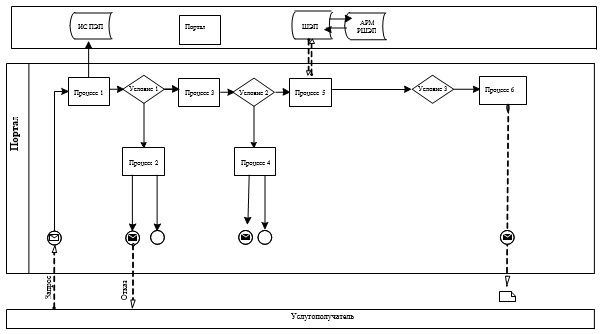 ИС ПЭП
Портал
ШЭП
АРМ
РШЭП
Портал
Процесс 1
Условие 1
Процесс 3
Условие 2
Процесс 5
Условие 3
Процесс 6
Процесс 2
Процесс 4
Запрос
Отказ
Услугополучатель